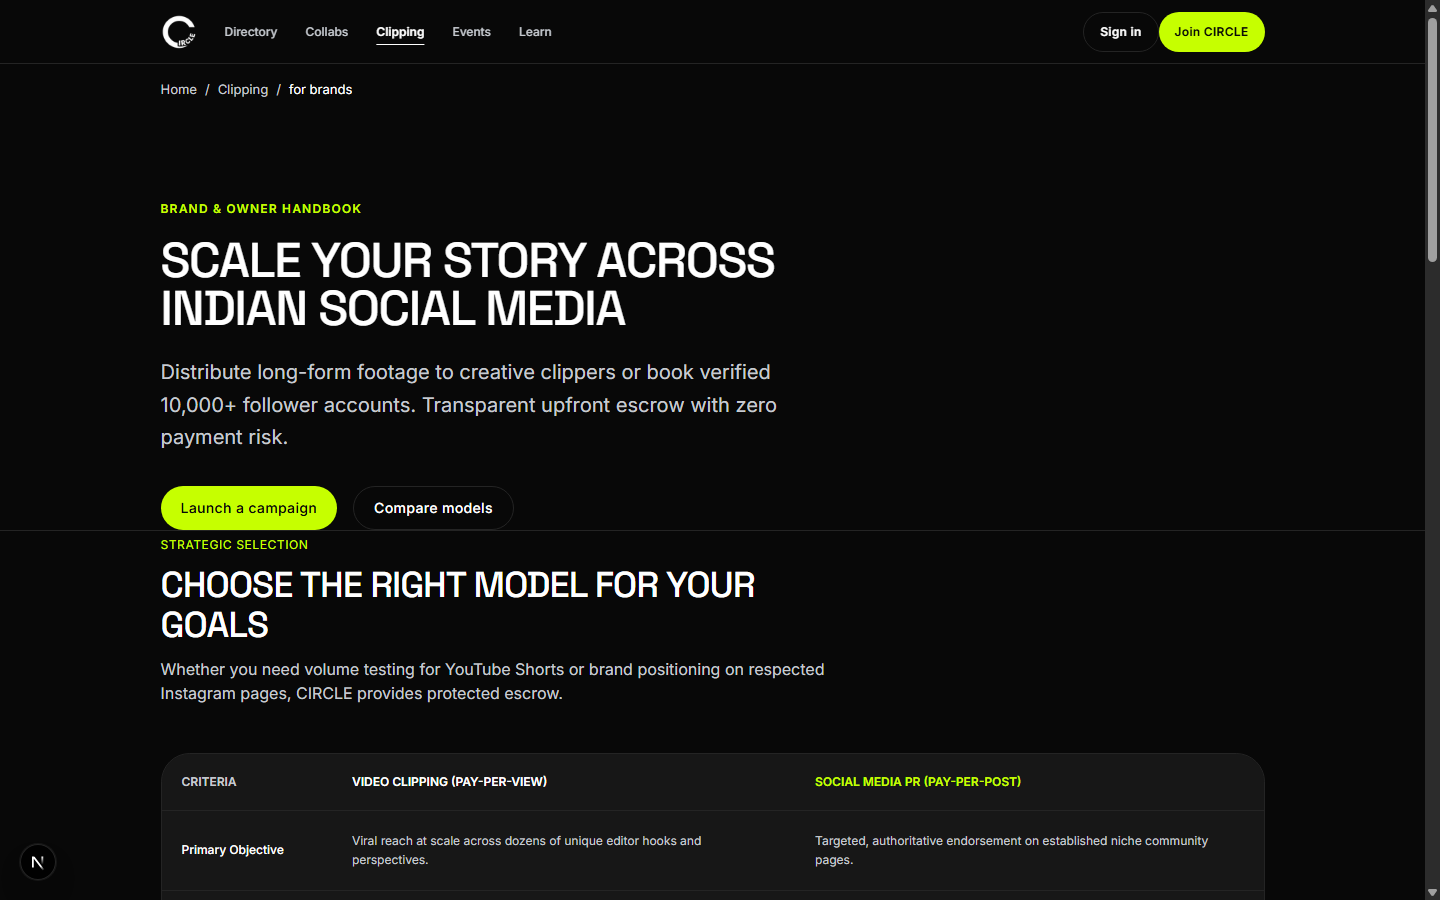 CIRCLE
Directory
Collabs
Clipping
Events
Learn
Sign in
Join CIRCLE
Home / Clipping / for brands
BRAND & OWNER HANDBOOK
SCALE YOUR STORY ACROSS
INDIAN SOCIAL MEDIA
Distribute long-form footage to creative clippers or book verified
10,000+ follower accounts. Transparent upfront escrow with zero
payment risk.
Launch a campaign
Compare models
STRATEGIC SELECTION
CHOOSE THE RIGHT MODEL FOR YOUR
GOALS
Whether you need volume testing for YouTube Shorts or brand positioning on respected
Instagram pages, CIRCLE provides protected escrow.
CRITERIA
VIDEO CLIPPING (PAY-PER-VIEW)
SOCIAL MEDIA PR (PAY-PER-POST)
Primary Objective
Viral reach at scale across dozens of unique editor hooks and
perspectives.
Targeted, authoritative endorsement on established niche community
pages.
N